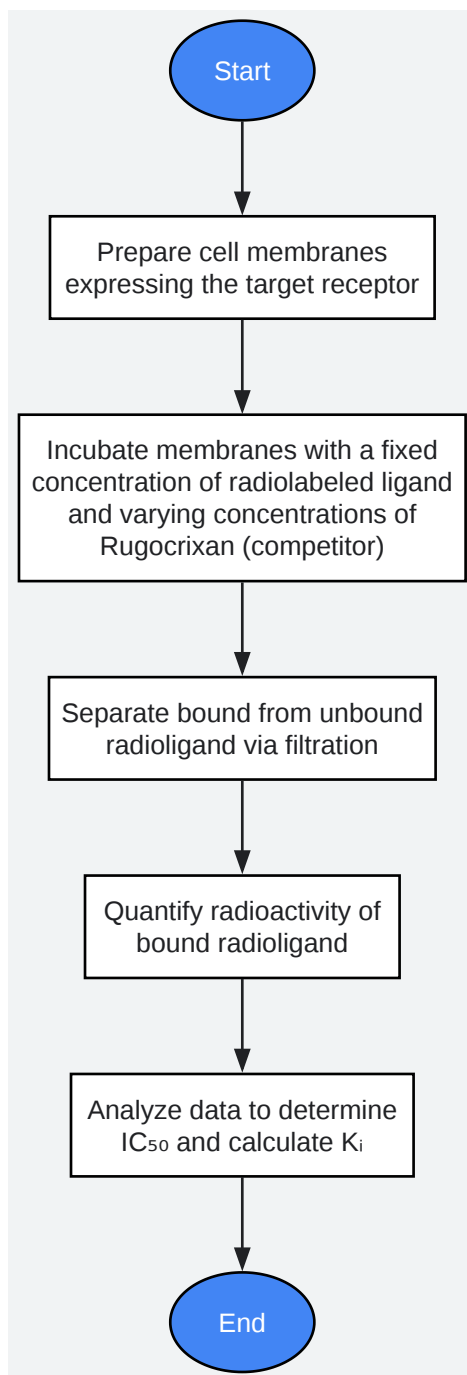 Start
Prepare cell membranes
expressing the target receptor
Incubate membranes with a fixed
concentration of radiolabeled ligand
and varying concentrations of
Rugocrixan (competitor)
Separate bound from unbound
radioligand via filtration
Quantify radioactivity of
bound radioligand
Analyze data to determine
IC₅₀ and calculate Kᵢ
End